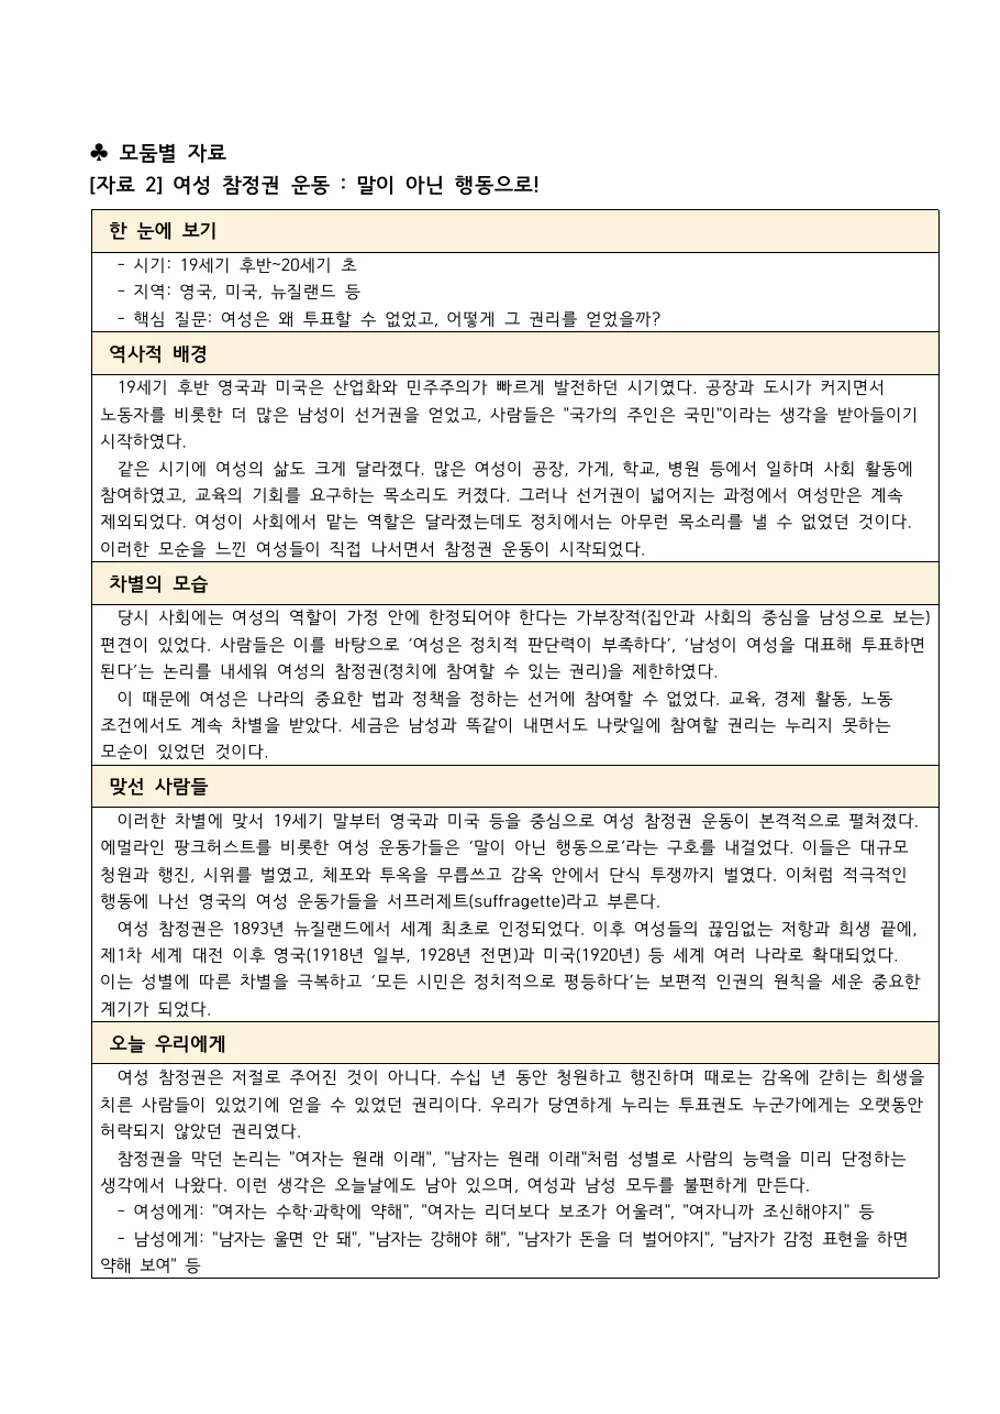 ♣ 모둠별 자료
[자료 2] 여성 참정권 운동 : 말이 아닌 행동으로!
한 눈에 보기
- 시기: 19세기 후반~20세기 초
- 지역: 영국, 미국, 뉴질랜드 등
- 핵심 질문: 여성은 왜 투표할 수 없었고, 어떻게 그 권리를 얻었을까?
역사적 배경
19세기 후반 영국과 미국은 산업화와 민주주의가 빠르게 발전하던 시기였다. 공장과 도시가 커지면서
노동자를 비롯한 더 많은 남성이 선거권을 얻었고, 사람들은 "국가의 주인은 국민"이라는 생각을 받아들이기
시작하였다.
같은 시기에 여성의 삶도 크게 달라졌다. 많은 여성이 공장, 가게, 학교, 병원 등에서 일하며 사회 활동에
참여하였고, 교육의 기회를 요구하는 목소리도 커졌다. 그러나 선거권이 넓어지는 과정에서 여성만은 계속
제외되었다. 여성이 사회에서 맡는 역할은 달라졌는데도 정치에서는 아무런 목소리를 낼 수 없었던 것이다.
이러한 모순을 느낀 여성들이 직접 나서면서 참정권 운동이 시작되었다.
차별의 모습
당시 사회에는 여성의 역할이 가정 안에 한정되어야 한다는 가부장적(집안과 사회의 중심을 남성으로 보는)
편견이 있었다. 사람들은 이를 바탕으로 ‘여성은 정치적 판단력이 부족하다’, ‘남성이 여성을 대표해 투표하면
된다’는 논리를 내세워 여성의 참정권(정치에 참여할 수 있는 권리)을 제한하였다.
이 때문에 여성은 나라의 중요한 법과 정책을 정하는 선거에 참여할 수 없었다. 교육, 경제 활동, 노동
조건에서도 계속 차별을 받았다. 세금은 남성과 똑같이 내면서도 나랏일에 참여할 권리는 누리지 못하는
모순이 있었던 것이다.
맞선 사람들
이러한 차별에 맞서 19세기 말부터 영국과 미국 등을 중심으로 여성 참정권 운동이 본격적으로 펼쳐졌다.
에멀라인 팡크허스트를 비롯한 여성 운동가들은 ‘말이 아닌 행동으로’라는 구호를 내걸었다. 이들은 대규모
청원과 행진, 시위를 벌였고, 체포와 투옥을 무릅쓰고 감옥 안에서 단식 투쟁까지 벌였다. 이처럼 적극적인
행동에 나선 영국의 여성 운동가들을 서프러제트(suffragette)라고 부른다.
여성 참정권은 1893년 뉴질랜드에서 세계 최초로 인정되었다. 이후 여성들의 끊임없는 저항과 희생 끝에,
제1차 세계 대전 이후 영국(1918년 일부, 1928년 전면)과 미국(1920년) 등 세계 여러 나라로 확대되었다.
이는 성별에 따른 차별을 극복하고 ‘모든 시민은 정치적으로 평등하다’는 보편적 인권의 원칙을 세운 중요한
계기가 되었다.
오늘 우리에게
여성 참정권은 저절로 주어진 것이 아니다. 수십 년 동안 청원하고 행진하며 때로는 감옥에 갇히는 희생을
치른 사람들이 있었기에 얻을 수 있었던 권리이다. 우리가 당연하게 누리는 투표권도 누군가에게는 오랫동안
허락되지 않았던 권리였다.
참정권을 막던 논리는 "여자는 원래 이래", "남자는 원래 이래"처럼 성별로 사람의 능력을 미리 단정하는
생각에서 나왔다. 이런 생각은 오늘날에도 남아 있으며, 여성과 남성 모두를 불편하게 만든다.
- 여성에게: "여자는 수학·과학에 약해", "여자는 리더보다 보조가 어울려", "여자니까 조신해야지" 등
- 남성에게: "남자는 울면 안 돼", "남자는 강해야 해", "남자가 돈을 더 벌어야지", "남자가 감정 표현을 하면
약해 보여" 등